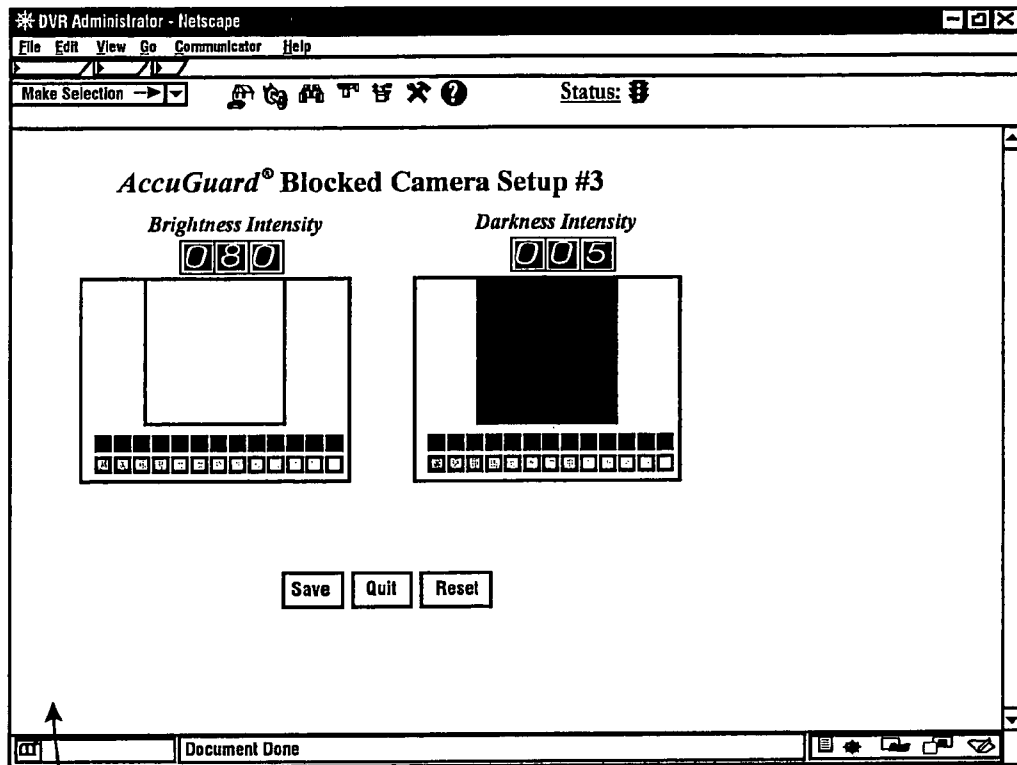 DVR Administrator - Netscape
File Edit View Go Communicator Help
Make Selection
Status:
AccuGuard® Blocked Camera Setup #3
Brightness Intensity Darkness Intensity
080 005
Save Quit Reset
Document Done